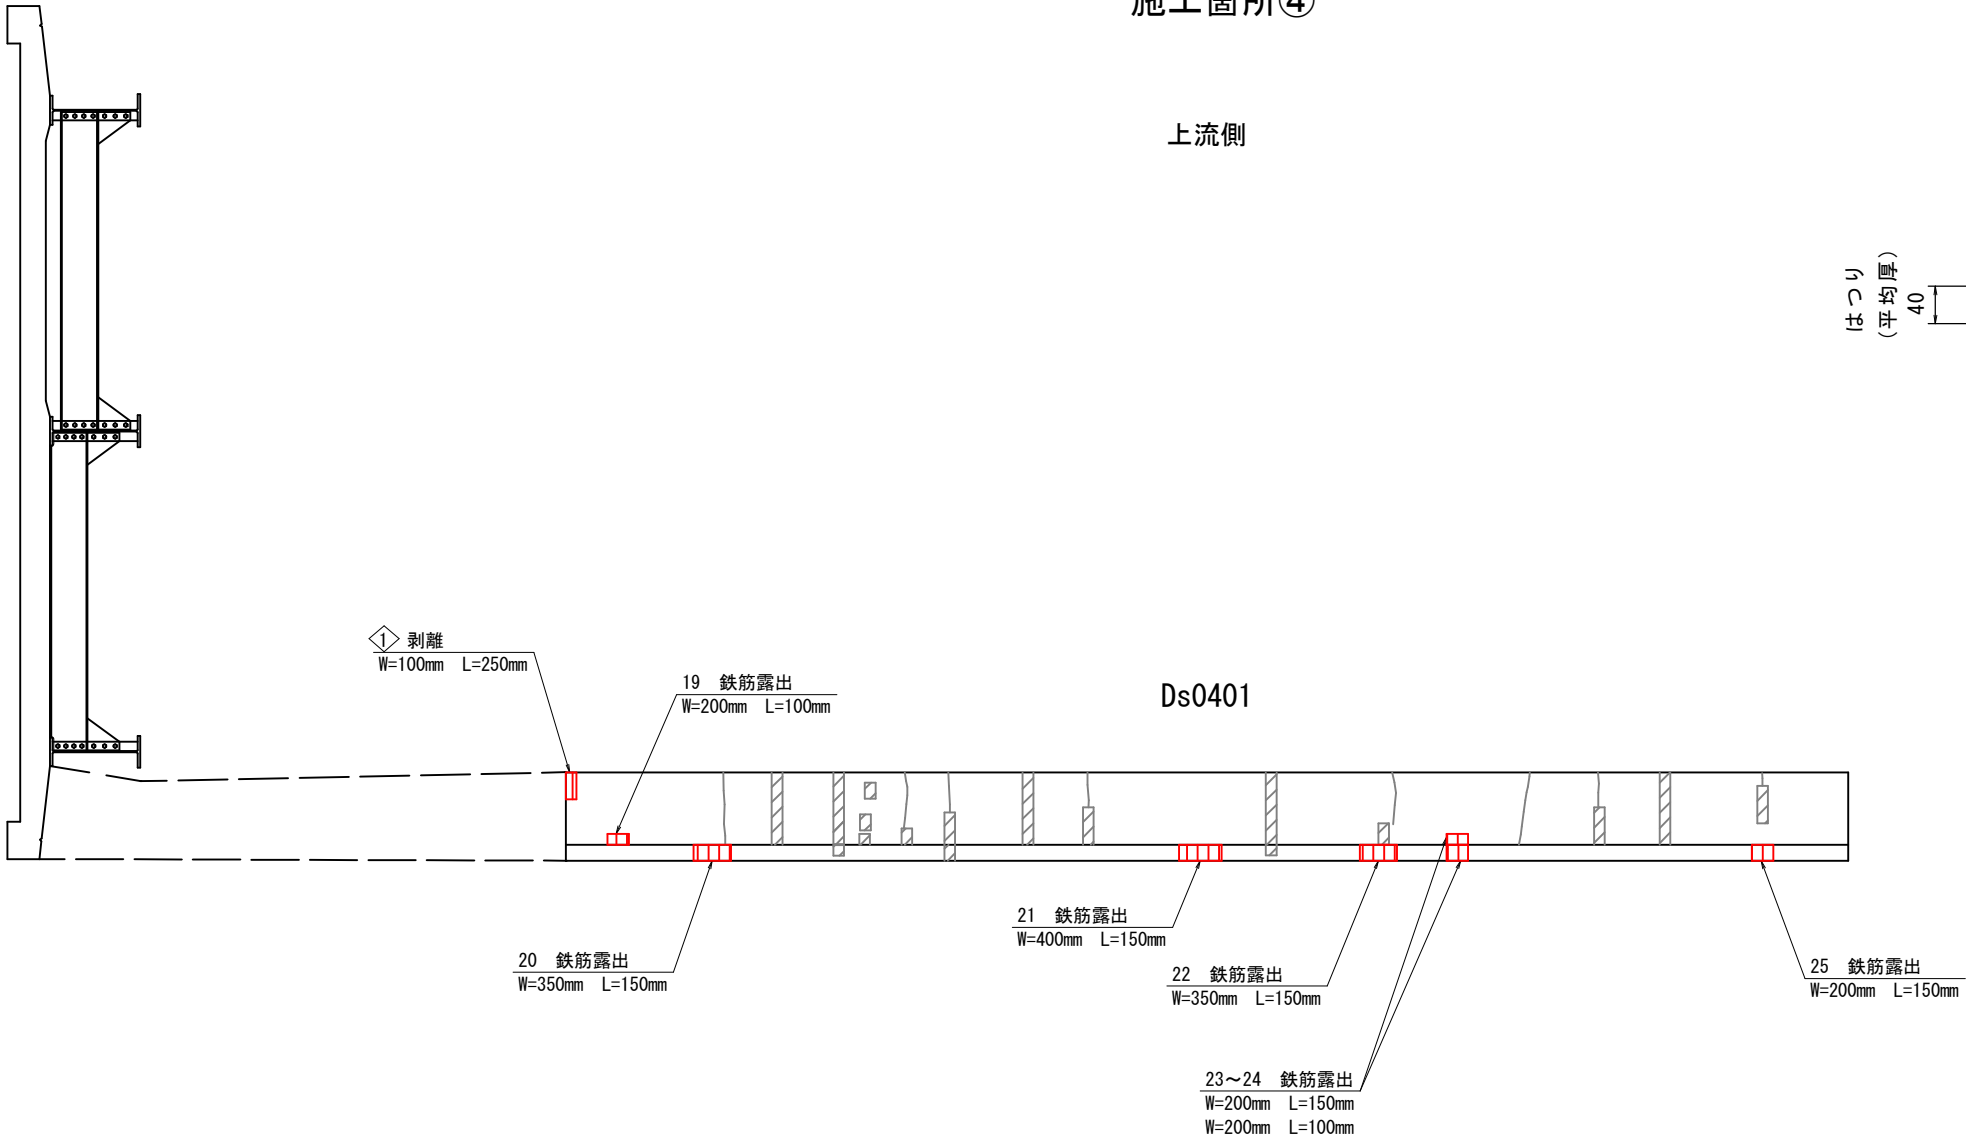 施工箇所④
上流側
はつり
(平均厚)
40
1 剥離
W=100mm L=250mm
19 鉄筋露出
W=200mm L=100mm
Ds0401
21 鉄筋露出
W=400mm L=150mm
20 鉄筋露出
W=350mm L=150mm
22 鉄筋露出
W=350mm L=150mm
25 鉄筋露出
W=200mm L=150mm
23～24 鉄筋露出
W=200mm L=150mm
W=200mm L=100mm